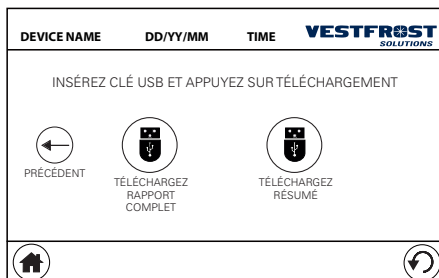 DEVICE NAME DD/YY/MM TIME VESTFROST
SOLUTIONS
INSÉREZ CLÉ USB ET APPUYEZ SUR TÉLÉCHARGEMENT
PRÉCÉDENT
TÉLÉCHARGEZ
RAPPORT
COMPLET
TÉLÉCHARGEZ
RÉSUMÉ